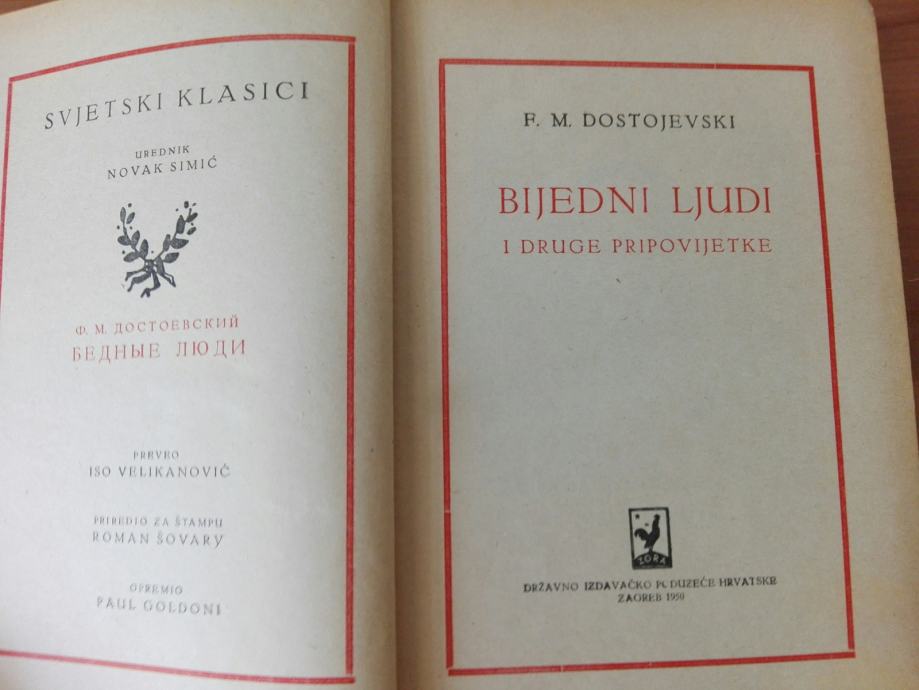 SVJETSKI KLASICI
UREDNIK
NOVAK SIMIĆ
Ф. М. ДОСТОЕВСКИЙ
БЕДНЫЕ ЛЮДИ
PREVEO
ISO VELIKANOVIĆ
PRIREDIO ZA ŠTAMPU
ROMAN ŠOVARY
OPREMIO
PAUL GOLDONI
F. M. DOSTOJEVSKI
BIJEDNI LJUDI
I DRUGE PRIPOVIJETKE
ZORA
DRŽAVNO IZDAVAČKO PODUZEĆE HRVATSKE
ZAGREB 1950